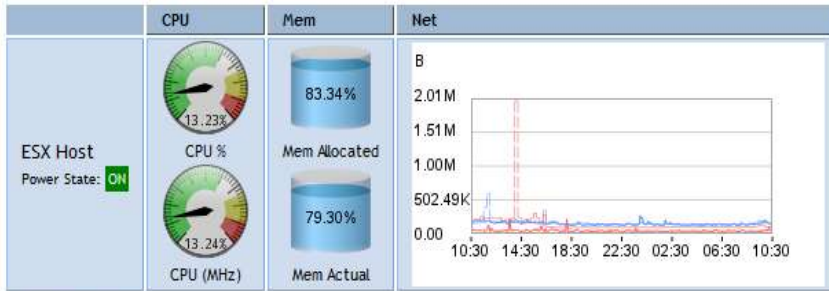 CPU Mem Net
ESX Host
Power State: ON
13.23%
CPU %
13.24%
CPU (MHz)
83.34%
Mem Allocated
79.30%
Mem Actual
B
2.01M
1.51M
1.00M
502.49K
0.00
10:30 14:30 18:30 22:30 02:30 06:30 10:30